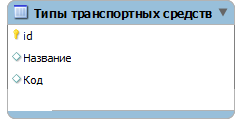 Типы транспортных средств
id
Название
Код